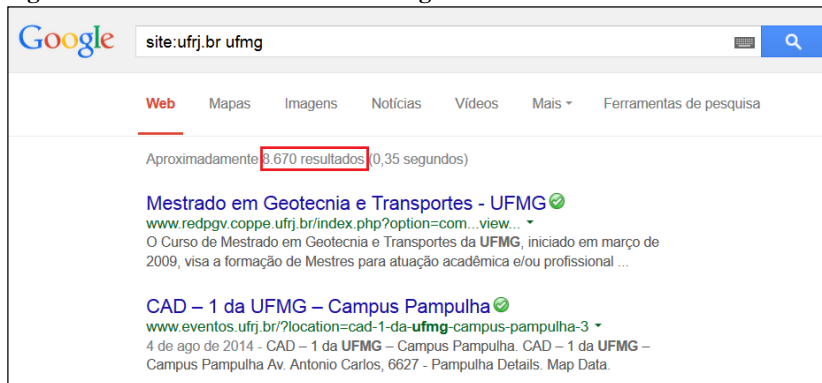 Google site:ufrj.br ufmg
Web Mapas Imagens Notícias Vídeos Mais Ferramentas de pesquisa
Aproximadamente 8.670 resultados (0,35 segundos)
Mestrado em Geotecnia e Transportes - UFMG
www.redpgv.coppe.ufrj.br/index.php?option=com...view...
O Curso de Mestrado em Geotecnia e Transportes da UFMG, iniciado em março de
2009, visa a formação de Mestres para atuação acadêmica e/ou profissional ...
CAD – 1 da UFMG – Campus Pampulha
www.eventos.ufrj.br/?location=cad-1-da-ufmg-campus-pampulha-3
4 de ago de 2014 - CAD – 1 da UFMG – Campus Pampulha. CAD – 1 da UFMG –
Campus Pampulha Av. Antonio Carlos, 6627 - Pampulha Details. Map Data.